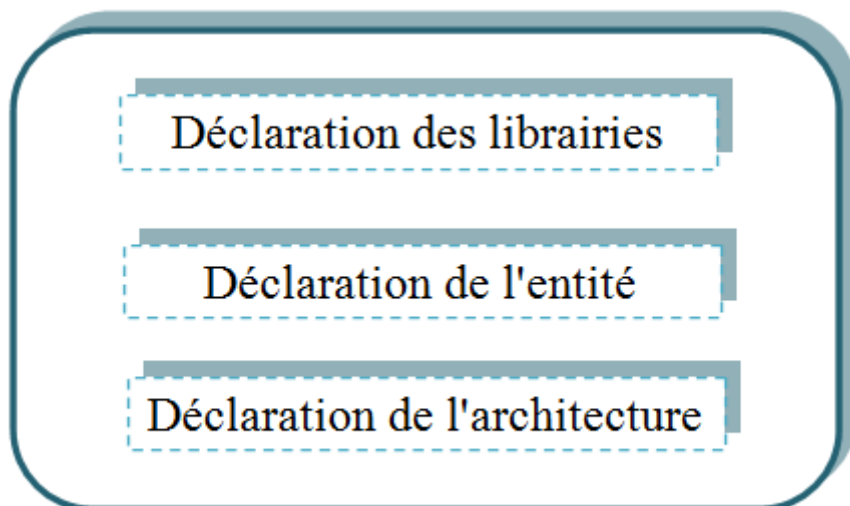 Déclaration des librairies
Déclaration de l'entité
Déclaration de l'architecture